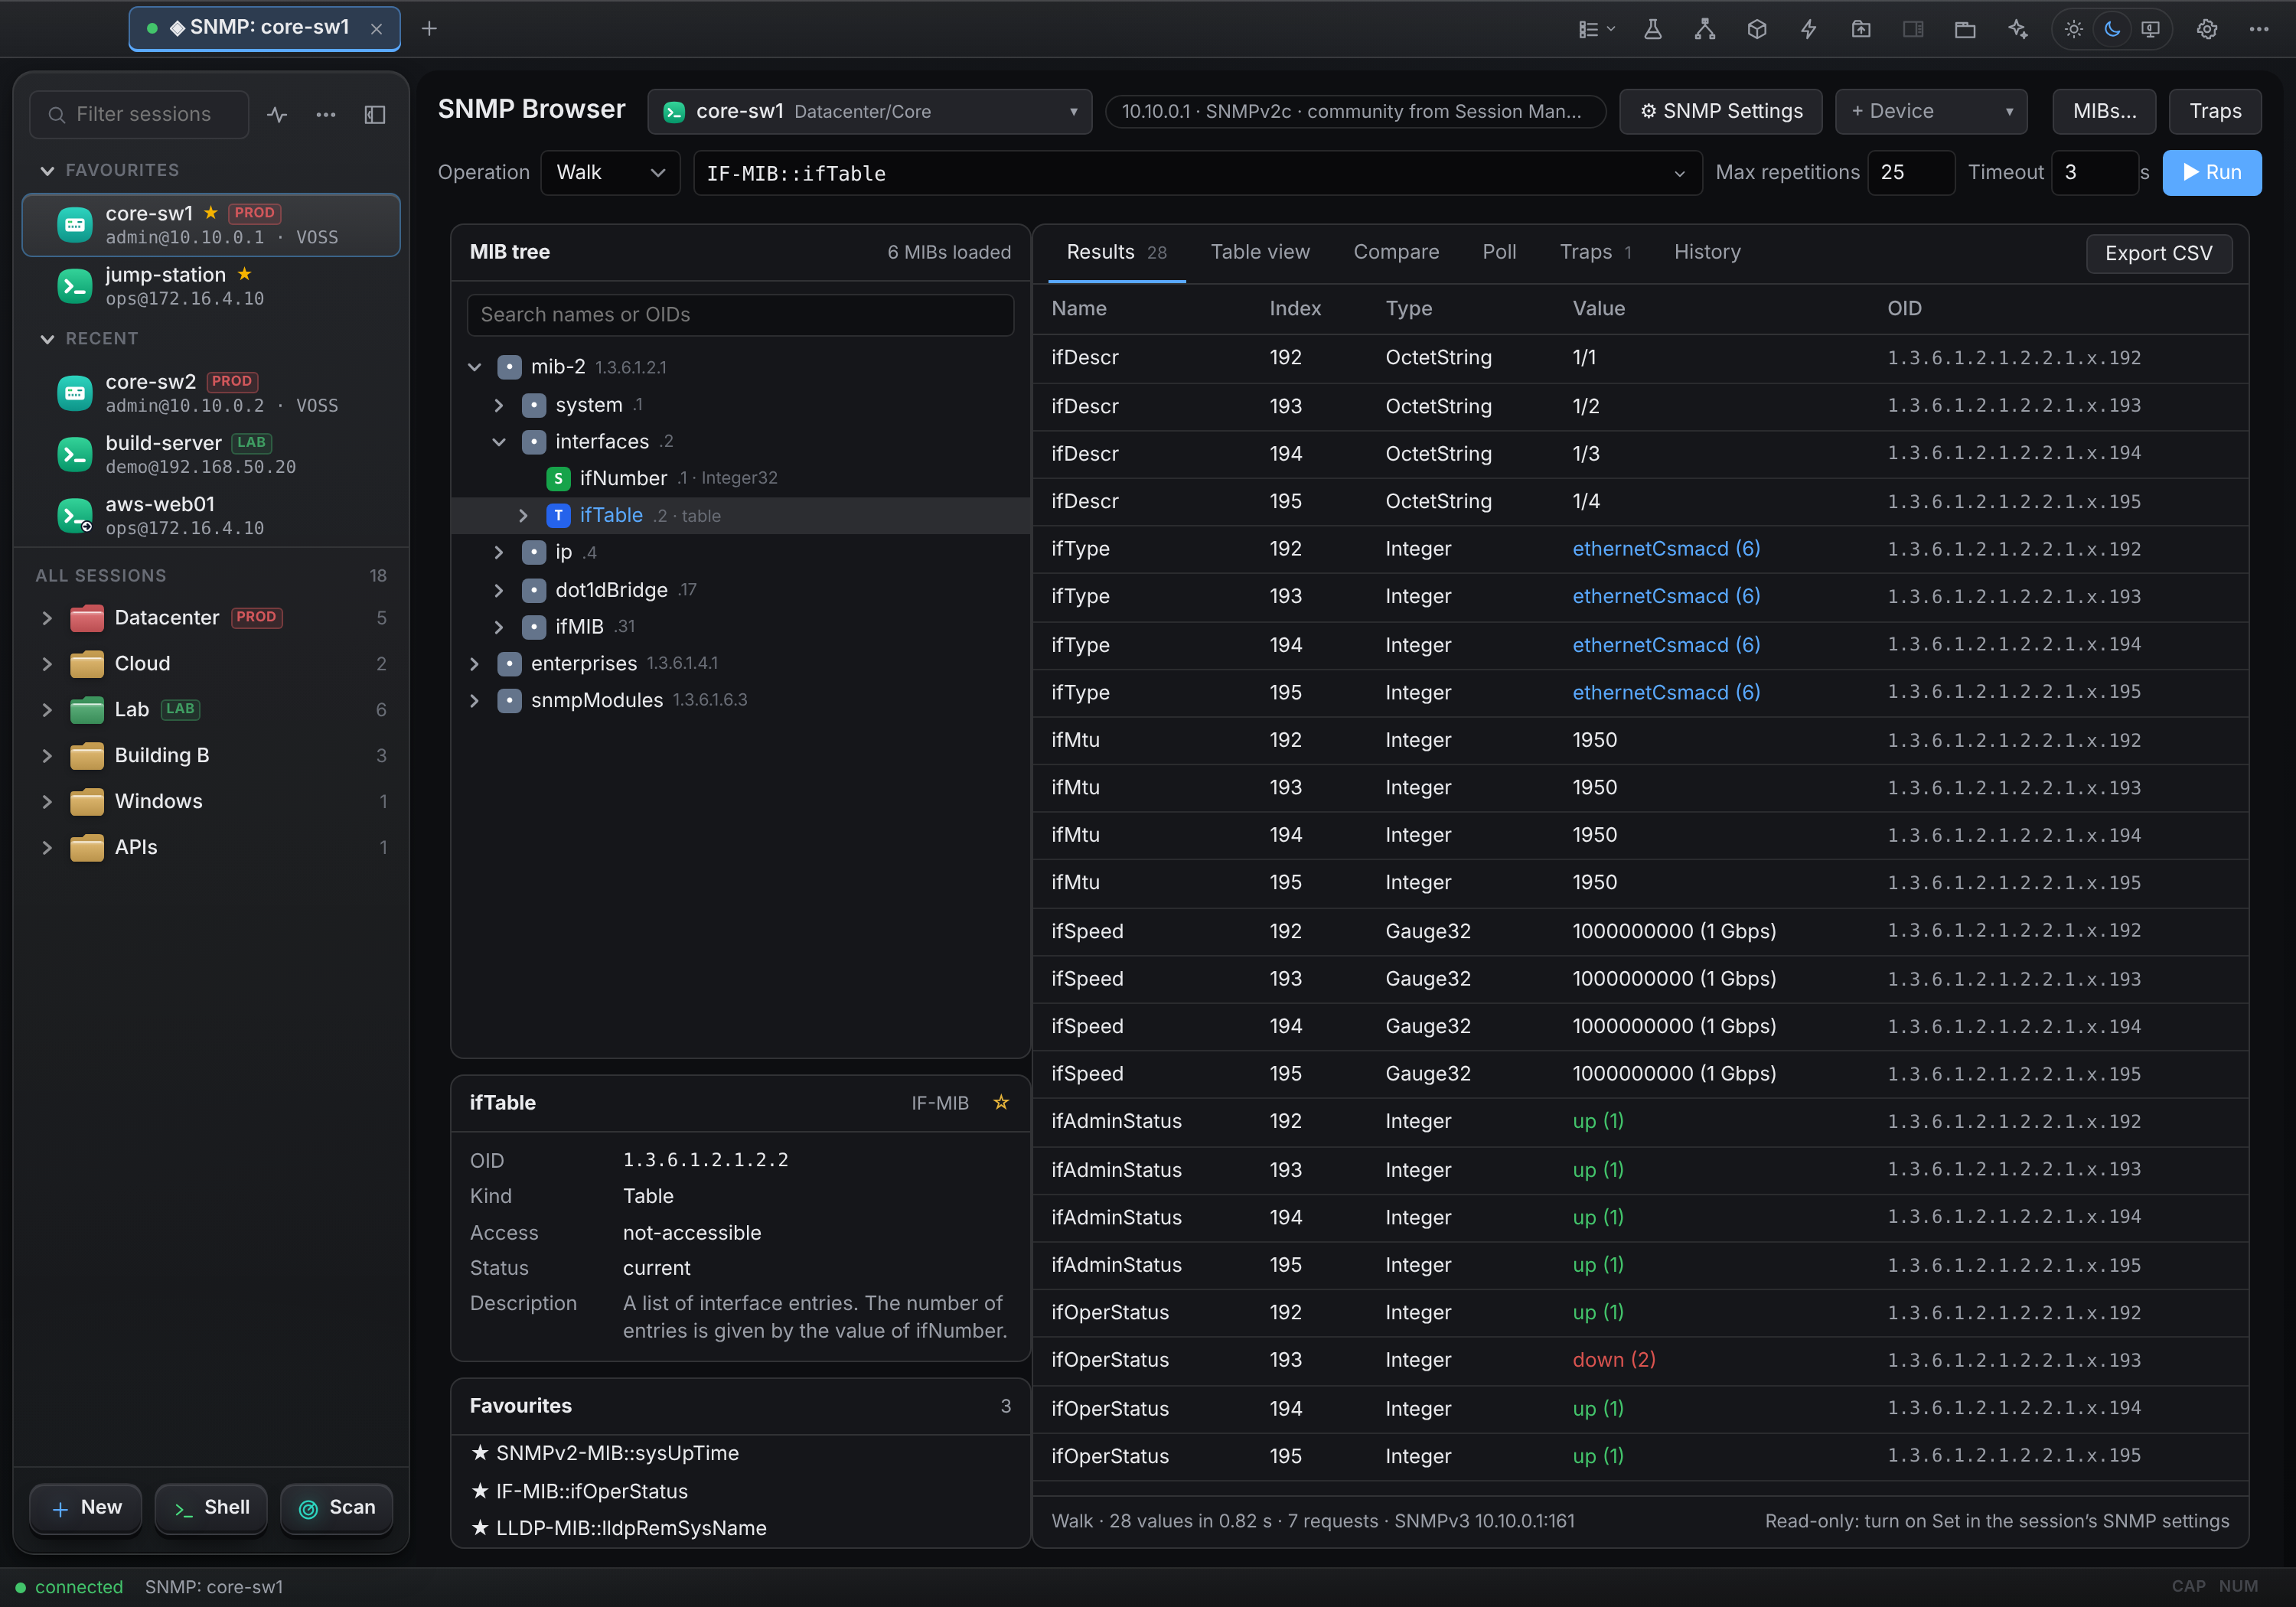 ◈ SNMP: core-sw1
Filter sessions
FAVOURITES
core-sw1 ★ PROD
admin@10.10.0.1 · VOSS
jump-station ★
ops@172.16.4.10
RECENT
core-sw2 PROD
admin@10.10.0.2 · VOSS
build-server LAB
demo@192.168.50.20
aws-web01
ops@172.16.4.10
ALL SESSIONS 18
Datacenter PROD 5
Cloud 2
Lab LAB 6
Building B 3
Windows 1
APIs 1
New Shell Scan
SNMP Browser core-sw1 Datacenter/Core 10.10.0.1 · SNMPv2c · community from Session Man... ⚙ SNMP Settings + Device MIBs... Traps
Operation Walk IF-MIB::ifTable Max repetitions 25 Timeout 3 s ▶ Run
MIB tree 6 MIBs loaded
Search names or OIDs
mib-2 1.3.6.1.2.1
system .1
interfaces .2
S ifNumber .1 · Integer32
T ifTable .2 · table
ip .4
dot1dBridge .17
ifMIB .31
enterprises 1.3.6.1.4.1
snmpModules 1.3.6.1.6.3
ifTable IF-MIB ☆
OID 1.3.6.1.2.1.2.2
Kind Table
Access not-accessible
Status current
Description A list of interface entries. The number of
entries is given by the value of ifNumber.
Favourites 3
★ SNMPv2-MIB::sysUpTime
★ IF-MIB::ifOperStatus
★ LLDP-MIB::lldpRemSysName
Results 28 Table view Compare Poll Traps 1 History Export CSV
Name Index Type Value OID
ifDescr 192 OctetString 1/1 1.3.6.1.2.1.2.2.1.x.192
ifDescr 193 OctetString 1/2 1.3.6.1.2.1.2.2.1.x.193
ifDescr 194 OctetString 1/3 1.3.6.1.2.1.2.2.1.x.194
ifDescr 195 OctetString 1/4 1.3.6.1.2.1.2.2.1.x.195
ifType 192 Integer ethernetCsmacd (6) 1.3.6.1.2.1.2.2.1.x.192
ifType 193 Integer ethernetCsmacd (6) 1.3.6.1.2.1.2.2.1.x.193
ifType 194 Integer ethernetCsmacd (6) 1.3.6.1.2.1.2.2.1.x.194
ifType 195 Integer ethernetCsmacd (6) 1.3.6.1.2.1.2.2.1.x.195
ifMtu 192 Integer 1950 1.3.6.1.2.1.2.2.1.x.192
ifMtu 193 Integer 1950 1.3.6.1.2.1.2.2.1.x.193
ifMtu 194 Integer 1950 1.3.6.1.2.1.2.2.1.x.194
ifMtu 195 Integer 1950 1.3.6.1.2.1.2.2.1.x.195
ifSpeed 192 Gauge32 1000000000 (1 Gbps) 1.3.6.1.2.1.2.2.1.x.192
ifSpeed 193 Gauge32 1000000000 (1 Gbps) 1.3.6.1.2.1.2.2.1.x.193
ifSpeed 194 Gauge32 1000000000 (1 Gbps) 1.3.6.1.2.1.2.2.1.x.194
ifSpeed 195 Gauge32 1000000000 (1 Gbps) 1.3.6.1.2.1.2.2.1.x.195
ifAdminStatus 192 Integer up (1) 1.3.6.1.2.1.2.2.1.x.192
ifAdminStatus 193 Integer up (1) 1.3.6.1.2.1.2.2.1.x.193
ifAdminStatus 194 Integer up (1) 1.3.6.1.2.1.2.2.1.x.194
ifAdminStatus 195 Integer up (1) 1.3.6.1.2.1.2.2.1.x.195
ifOperStatus 192 Integer up (1) 1.3.6.1.2.1.2.2.1.x.192
ifOperStatus 193 Integer down (2) 1.3.6.1.2.1.2.2.1.x.193
ifOperStatus 194 Integer up (1) 1.3.6.1.2.1.2.2.1.x.194
ifOperStatus 195 Integer up (1) 1.3.6.1.2.1.2.2.1.x.195
Walk · 28 values in 0.82 s · 7 requests · SNMPv3 10.10.0.1:161 Read-only: turn on Set in the session’s SNMP settings
connected SNMP: core-sw1 CAP NUM